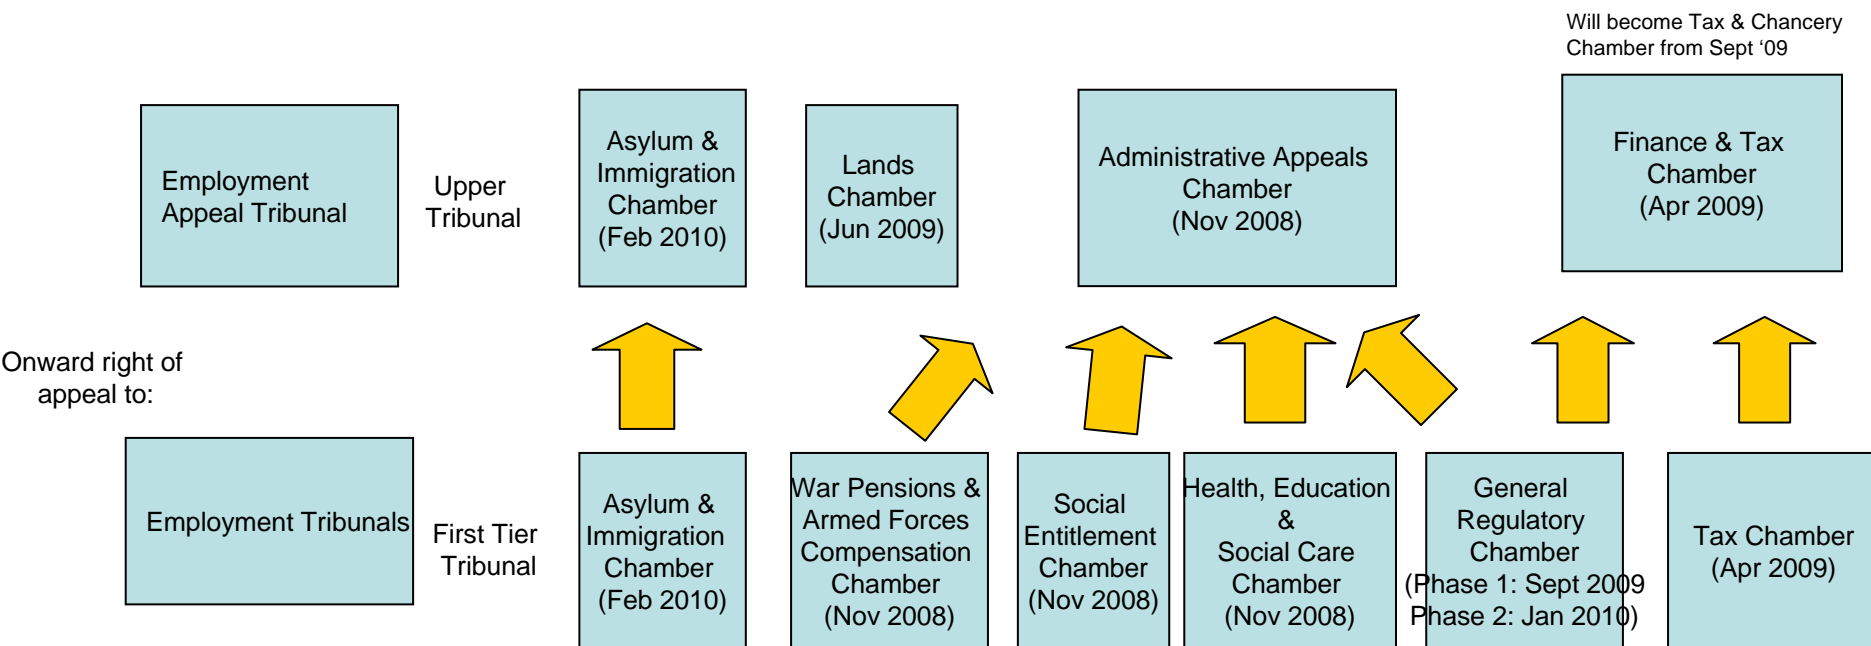 Will become Tax & Chancery
Chamber from Sept ‘09
Employment
Appeal Tribunal
Upper
Tribunal
Asylum &
Immigration
Chamber
(Feb 2010)
Lands
Chamber
(Jun 2009)
Administrative Appeals
Chamber
(Nov 2008)
Finance & Tax
Chamber
(Apr 2009)
Onward right of
appeal to:
Employment Tribunals
First Tier
Tribunal
Asylum &
Immigration
Chamber
(Feb 2010)
War Pensions &
Armed Forces
Compensation
Chamber
(Nov 2008)
Social
Entitlement
Chamber
(Nov 2008)
Health, Education
&
Social Care
Chamber
(Nov 2008)
General
Regulatory
Chamber
(Phase 1: Sept 2009
Phase 2: Jan 2010)
Tax Chamber
(Apr 2009)